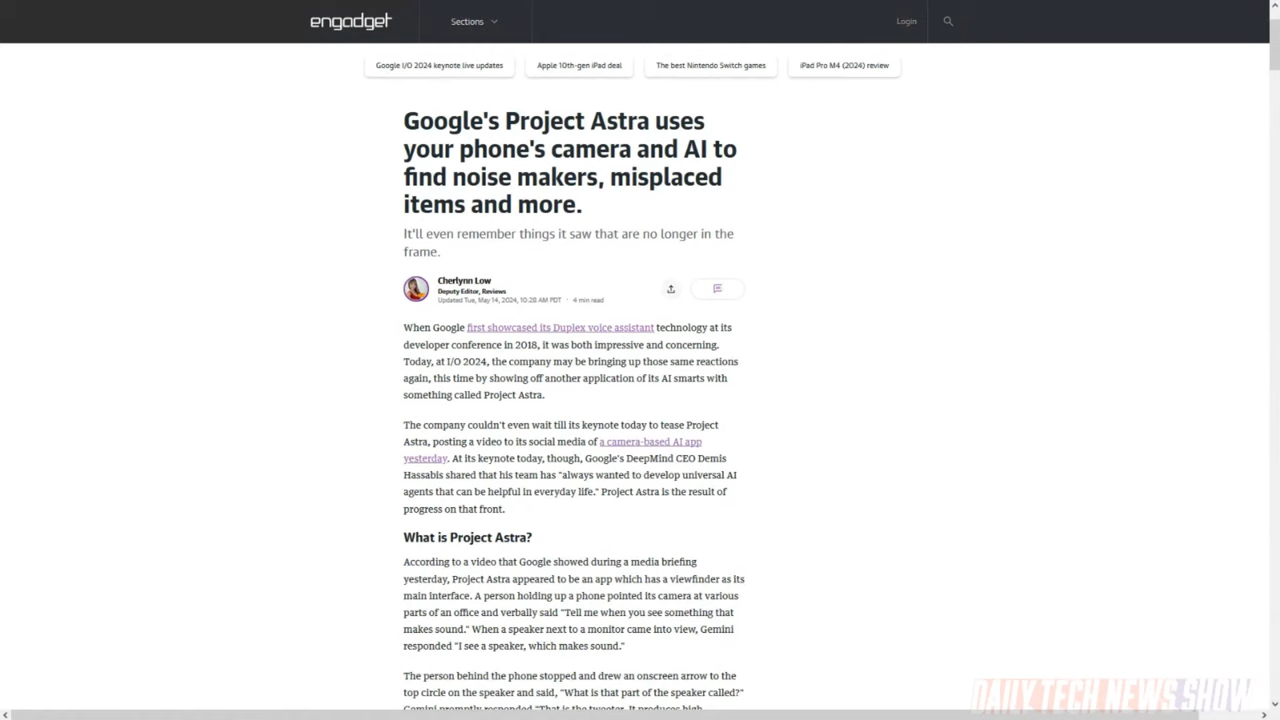 engadget
Sections
Login
Google I/O 2024 keynote live updates
Apple 10th-gen iPad deal
The best Nintendo Switch games
iPad Pro M4 (2024) review
Google's Project Astra uses
your phone's camera and AI to
find noise makers, misplaced
items and more.
It'll even remember things it saw that are no longer in the
frame.
Cherlynn Low
Deputy Editor, Reviews
Updated Tue, May 14, 2024, 10:28 AM PDT · 4 min read
When Google first showcased its Duplex voice assistant technology at its
developer conference in 2018, it was both impressive and concerning.
Today, at I/O 2024, the company may be bringing up those same reactions
again, this time by showing off another application of its AI smarts with
something called Project Astra.
The company couldn't even wait till its keynote today to tease Project
Astra, posting a video to its social media of a camera-based AI app
yesterday. At its keynote today, though, Google's DeepMind CEO Demis
Hassabis shared that his team has "always wanted to develop universal AI
agents that can be helpful in everyday life." Project Astra is the result of
progress on that front.
What is Project Astra?
According to a video that Google showed during a media briefing
yesterday, Project Astra appeared to be an app which has a viewfinder as its
main interface. A person holding up a phone pointed its camera at various
parts of an office and verbally said "Tell me when you see something that
makes sound." When a speaker next to a monitor came into view, Gemini
responded "I see a speaker, which makes sound."
The person behind the phone stopped and drew an onscreen arrow to the
top circle on the speaker and said, "What is that part of the speaker called?"
Gemini promptly responded "That is the tweeter. It produces high-
DAILY TECH NEWS SHOW